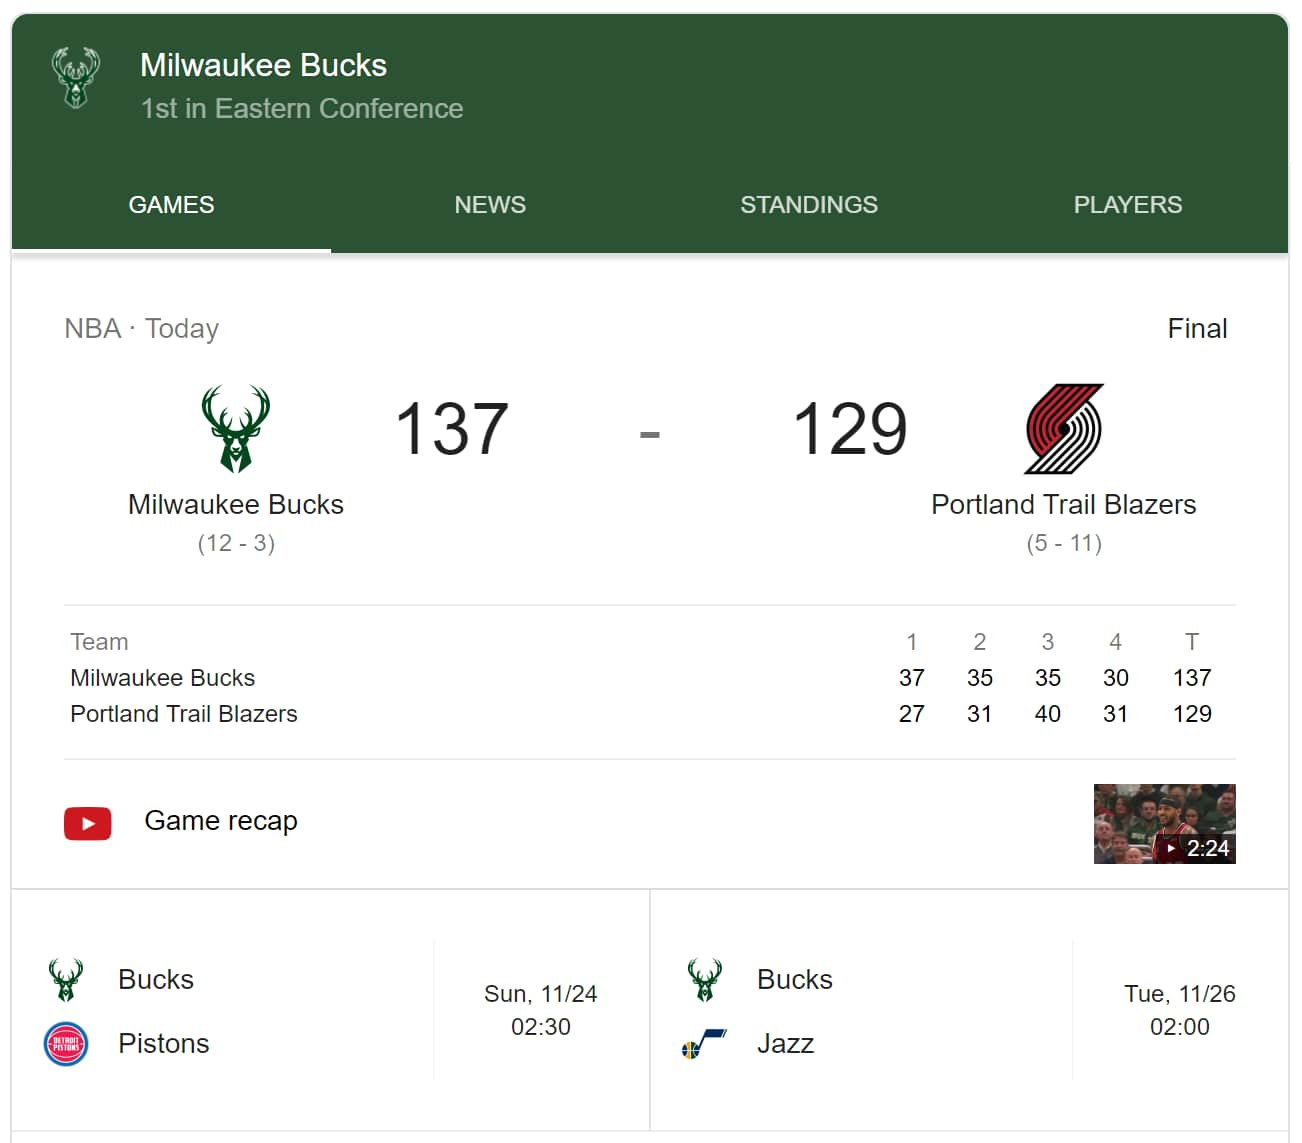 Milwaukee Bucks
1st in Eastern Conference
GAMES NEWS STANDINGS PLAYERS
NBA · Today Final
137 - 129
Milwaukee Bucks Portland Trail Blazers
(12 - 3) (5 - 11)
Team 1 2 3 4 T
Milwaukee Bucks 37 35 35 30 137
Portland Trail Blazers 27 31 40 31 129
Game recap
2:24
Bucks
DETROIT
PISTONS
Pistons
Sun, 11/24
02:30
Bucks
Jazz
Tue, 11/26
02:00